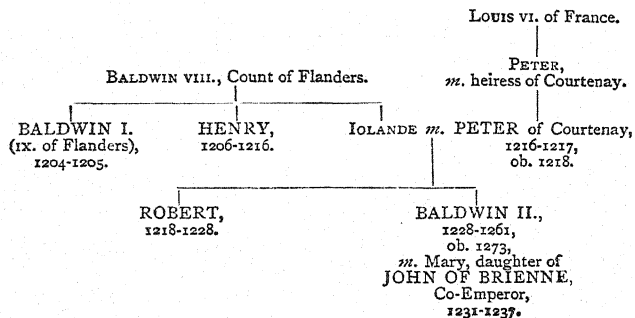 Louis VI. of France.
Peter,
m. heiress of Courtenay.
Baldwin VIII., Count of Flanders.
BALDWIN I.
(IX. of Flanders),
1204-1205.
HENRY,
1206-1216.
Iolande m. PETER of Courtenay,
1216-1217,
ob. 1218.
ROBERT,
1218-1228.
BALDWIN II.,
1228-1261,
ob. 1273,
m. Mary, daughter of
JOHN OF BRIENNE,
Co-Emperor,
1231-1237.